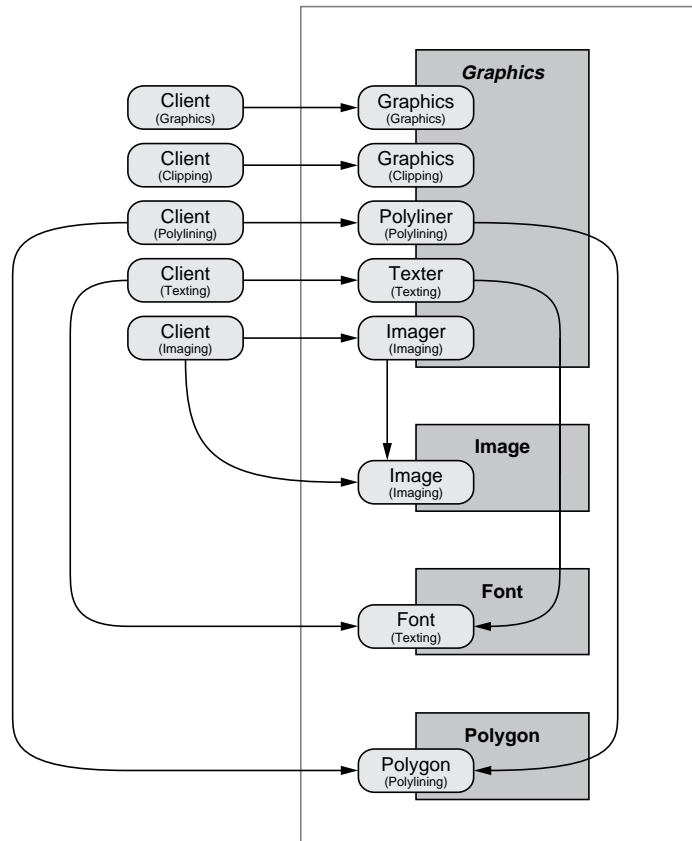 Graphics
Client
(Graphics)
Graphics
(Graphics)
Client
(Clipping)
Graphics
(Clipping)
Client
(Polylining)
Polyliner
(Polylining)
Client
(Texting)
Texter
(Texting)
Client
(Imaging)
Imager
(Imaging)
Image
Image
(Imaging)
Font
Font
(Texting)
Polygon
Polygon
(Polylining)